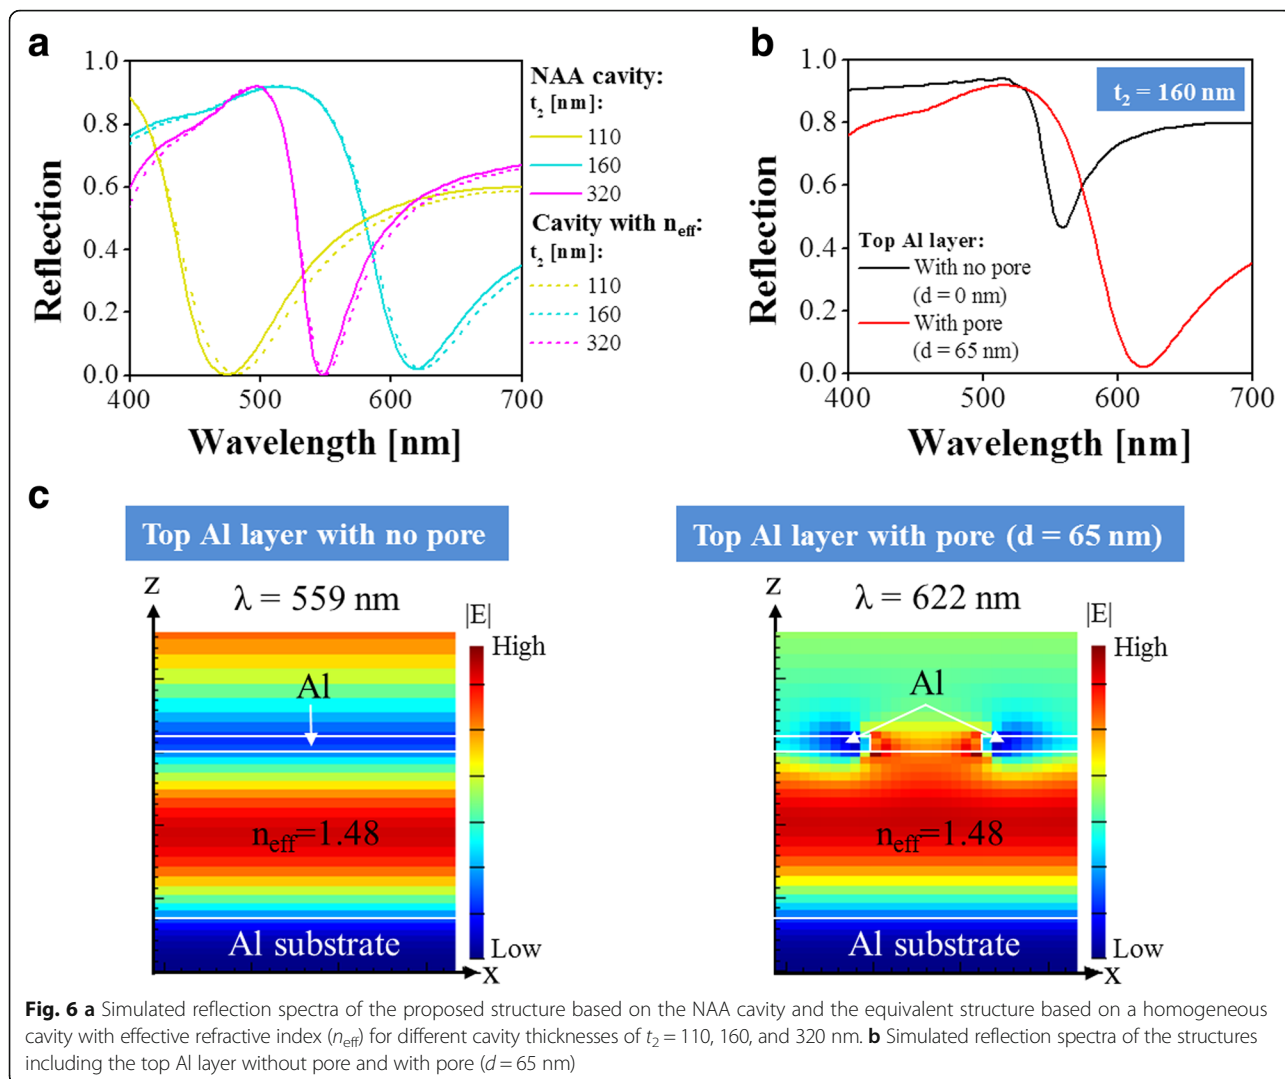 a
1.0
0.8
0.6
0.4
0.2
0.0
400
500
600
700
Reflection
Wavelength [nm]
NAA cavity:
t₂ [nm]:
110
160
320
Cavity with nₑff:
t₂ [nm]:
110
160
320
b
1.0
0.8
0.6
0.4
0.2
0.0
400
500
600
700
Reflection
Wavelength [nm]
t₂ = 160 nm
Top Al layer:
With no pore
(d = 0 nm)
With pore
(d = 65 nm)
c
Top Al layer with no pore
z
λ = 559 nm
|E|
High
Al
nₑff=1.48
Al substrate
Low
x
Top Al layer with pore (d = 65 nm)
z
λ = 622 nm
|E|
High
Al
nₑff=1.48
Al substrate
Low
x
Fig. 6 a Simulated reflection spectra of the proposed structure based on the NAA cavity and the equivalent structure based on a homogeneous
cavity with effective refractive index (nₑff) for different cavity thicknesses of t₂ = 110, 160, and 320 nm. b Simulated reflection spectra of the structures
including the top Al layer without pore and with pore (d = 65 nm)